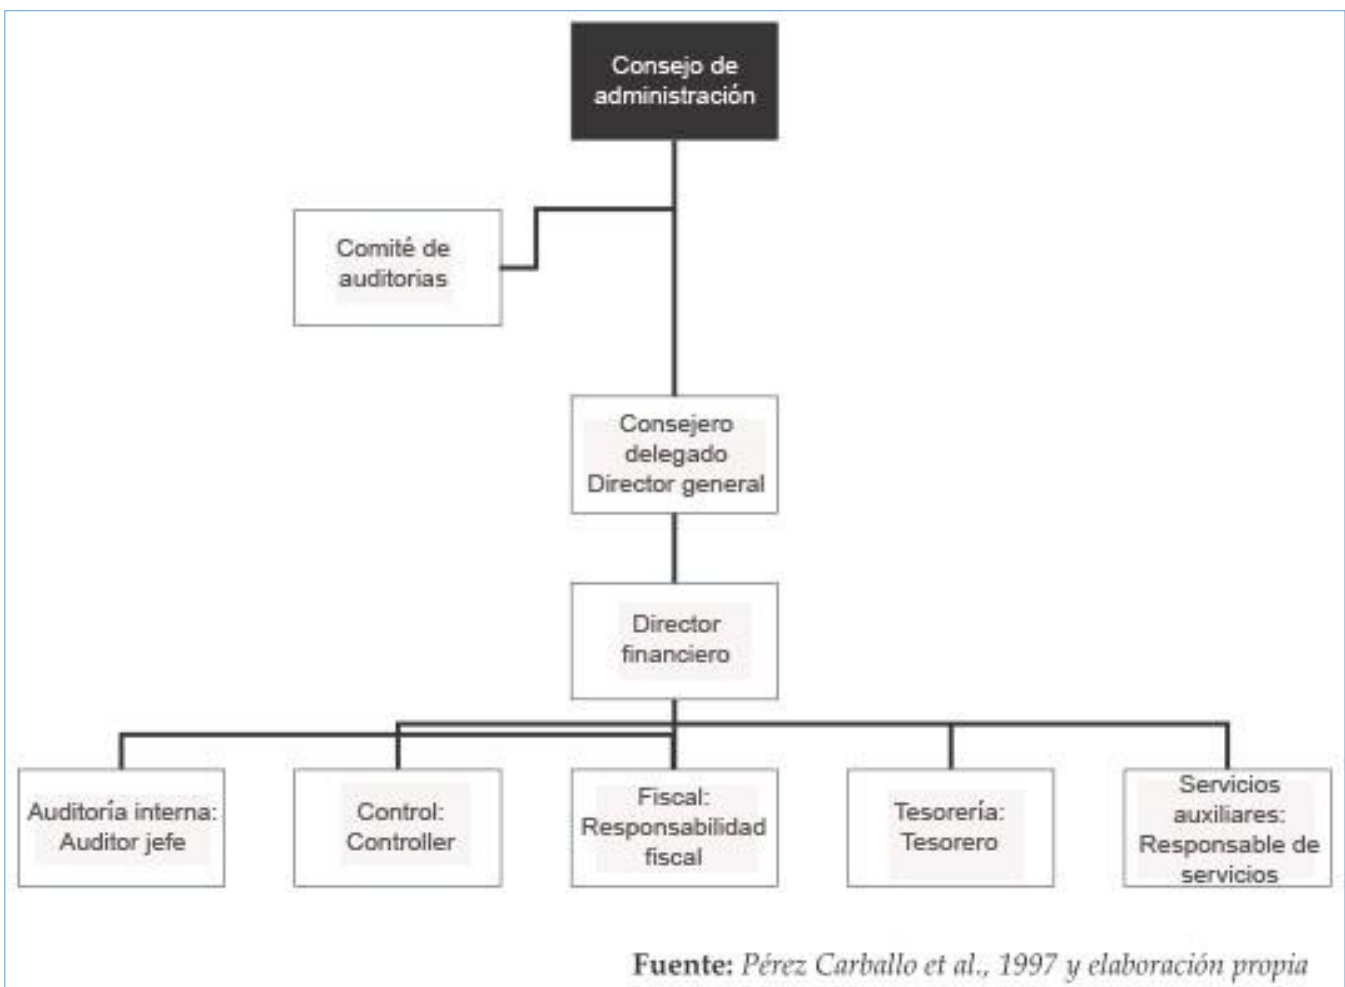 Consejo de
administración
Comité de
auditorias
Consejero
delegado
Director general
Director
financiero
Auditoría interna:
Auditor jefe
Control:
Controller
Fiscal:
Responsabilidad
fiscal
Tesorería:
Tesorero
Servicios
auxiliares:
Responsable de
servicios
Fuente: Pérez Carballo et al., 1997 y elaboración propia